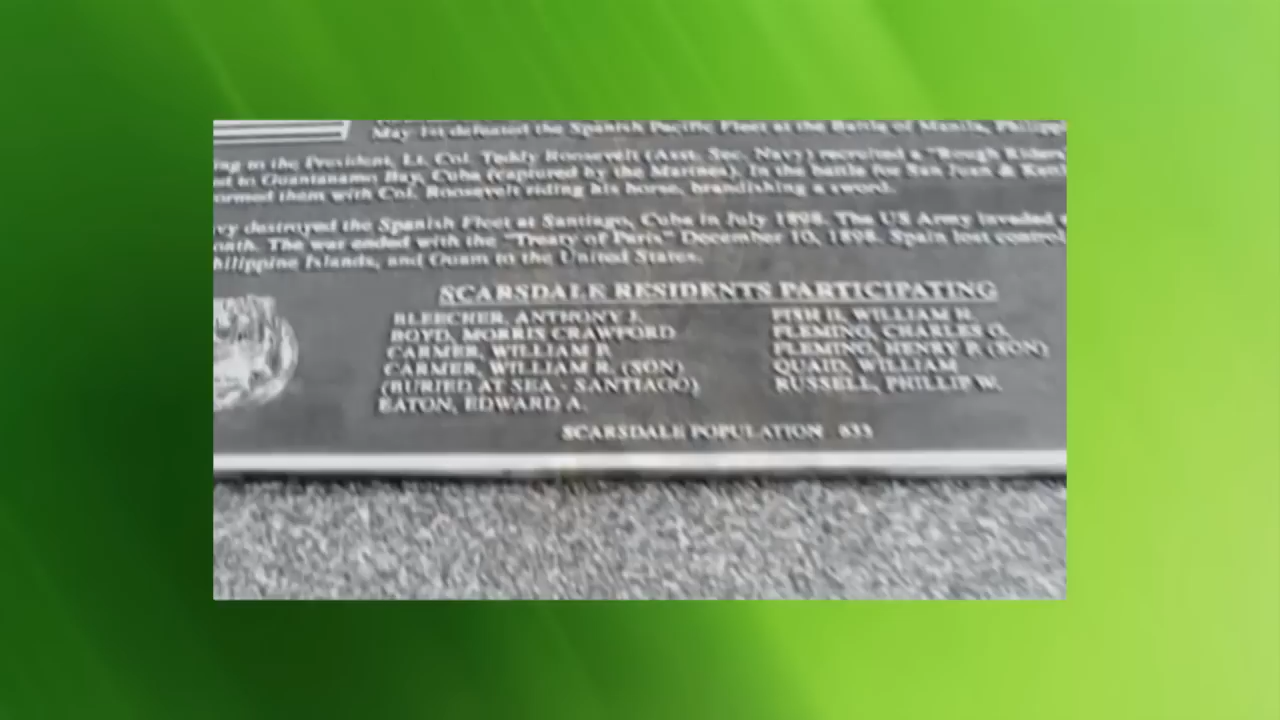 May 1st defeated the Spanish Pacific Fleet at the Battle of Manila, Philipp
ing to the President, Lt. Col. Teddy Roosevelt (Asst. Sec. Navy) recruited a "Rough Riders
ed to Guantanamo Bay, Cuba (captured by the Marines). In the battle for San Juan & Kett
ormed them with Col. Roosevelt riding his horse, brandishing a sword.
vy destroyed the Spanish Fleet at Santiago, Cuba in July 1898. The US Army invaded
onth. The war ended with the "Treaty of Paris" December 10, 1898. Spain lost control
hilippine Islands, and Guam to the United States.
SCARSDALE RESIDENTS PARTICIPATING
BLEECHER, ANTHONY J.
BOYD, MORRIS CRAWFORD
CARMER, WILLIAM P.
CARMER, WILLIAM R. (SON)
(BURIED AT SEA - SANTIAGO)
EATON, EDWARD A.
FISH II, WILLIAM H.
FLEMING, CHARLES G.
FLEMING, HENRY P. (SON)
QUAID, WILLIAM
RUSSELL, PHILLIP W.
SCARSDALE POPULATION